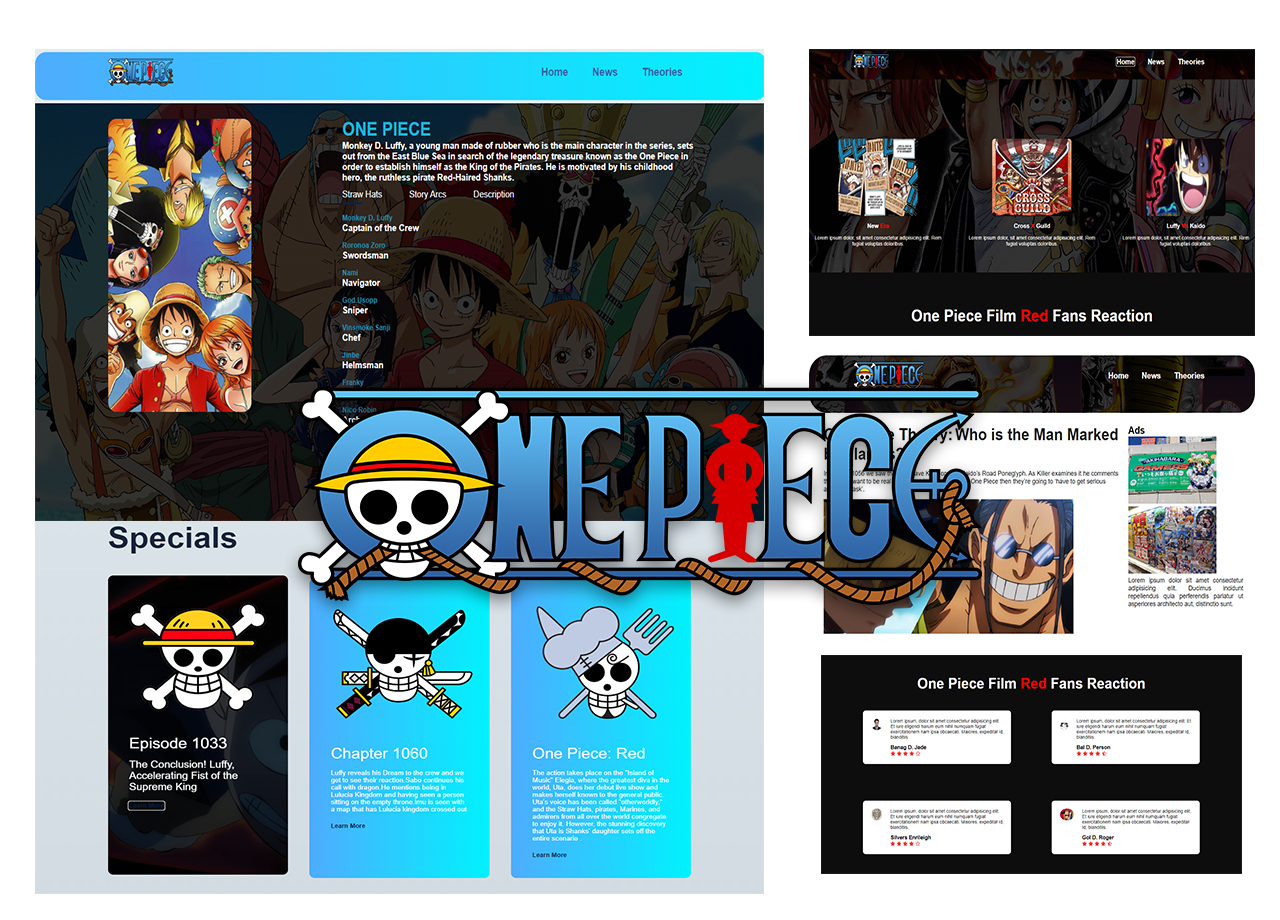 ONE PIECE
Home News Theories
ONE PIECE
Monkey D. Luffy, a young man made of rubber who is the main character in the series, sets
out from the East Blue Sea in search of the legendary treasure known as the One Piece in
order to establish himself as the King of the Pirates. He is motivated by his childhood
hero, the ruthless pirate Red-Haired Shanks.
Straw Hats Story Arcs Description
Monkey D. Luffy
Captain of the Crew
Roronoa Zoro
Swordsman
Nami
Navigator
God Usopp
Sniper
Vinsmoke Sanji
Chef
Jinbe
Helmsman
Franky
Nico Robin
ONE PIECE
Specials
Episode 1033
The Conclusion! Luffy,
Accelerating Fist of the
Supreme King
Chapter 1060
Luffy reveals his Dream to the crew and we
get to see their reaction.Sabo continues his
call with dragon He mentions being in
Lulucia Kingdom and having seen a person
sitting on the empty throne.Imu is seen with
a map that has Lulucia kingdom crossed out
Learn More
One Piece: Red
The action takes place on the "Island of
Music" Elegia, where the greatest diva in the
world, Uta, does her debut live show and
makes herself known to the general public.
Uta's voice has been called "otherworldly,"
and the Straw Hats, pirates, Marines, and
admirers from all over the world congregate
to enjoy it. However, the stunning discovery
that Uta is Shanks' daughter sets off the
entire scenario .
Learn More
ONE PIECE
Home News Theories
WANTED
CROSS
GUILD
New Era
Lorem ipsum dolor, sit amet consectetur adipisicing elit. Rem
fugiat voluptas doloribus
Cross X Guild
Lorem ipsum dolor, sit amet consectetur adipisicing elit. Rem
fugiat voluptas doloribus
Luffy Vs Kaido
Lorem ipsum dolor, sit amet consectetur adipisicing elit. Rem
fugiat voluptas doloribus
One Piece Film Red Fans Reaction
ONE PIECE
Home News Theories
Theory: Who is the Man Marked
1056 we saw Road Poneglyph. As Killer examines it he comments
want to be real One Piece then they're going to 'have to get serious
Ads
AKIHABARA
GAMERS
Lorem ipsum dolor sit amet consectetur
adipisicing elit. Ducimus incidunt
repellendus quia perferendis pariatur ut
asperiores architecto aut, distinctio sunt.
One Piece Film Red Fans Reaction
Lorem ipsum, dolor sit amet consectetur adipisicing elit.
Et iure eligendi harum eum nihil numquam fugiat
exercitationem nam ipsa obcaecati. Maiores, expedita!
Id, blanditiis.
Banag D. Jade
Lorem ipsum, dolor sit amet consectetur adipisicing elit.
Et iure eligendi harum eum nihil numquam fugiat
exercitationem nam ipsa obcaecati. Maiores, expedita!
Id, blanditiis.
Bal D. Person
Lorem ipsum, dolor sit amet consectetur adipisicing elit.
Et iure eligendi harum eum nihil numquam fugiat
exercitationem nam ipsa obcaecati. Maiores, expedita!
Id, blanditiis.
Silvers Enrileigh
Lorem ipsum, dolor sit amet consectetur adipisicing elit.
Et iure eligendi harum eum nihil numquam fugiat
exercitationem nam ipsa obcaecati. Maiores, expedita!
Id, blanditiis.
Gol D. Roger